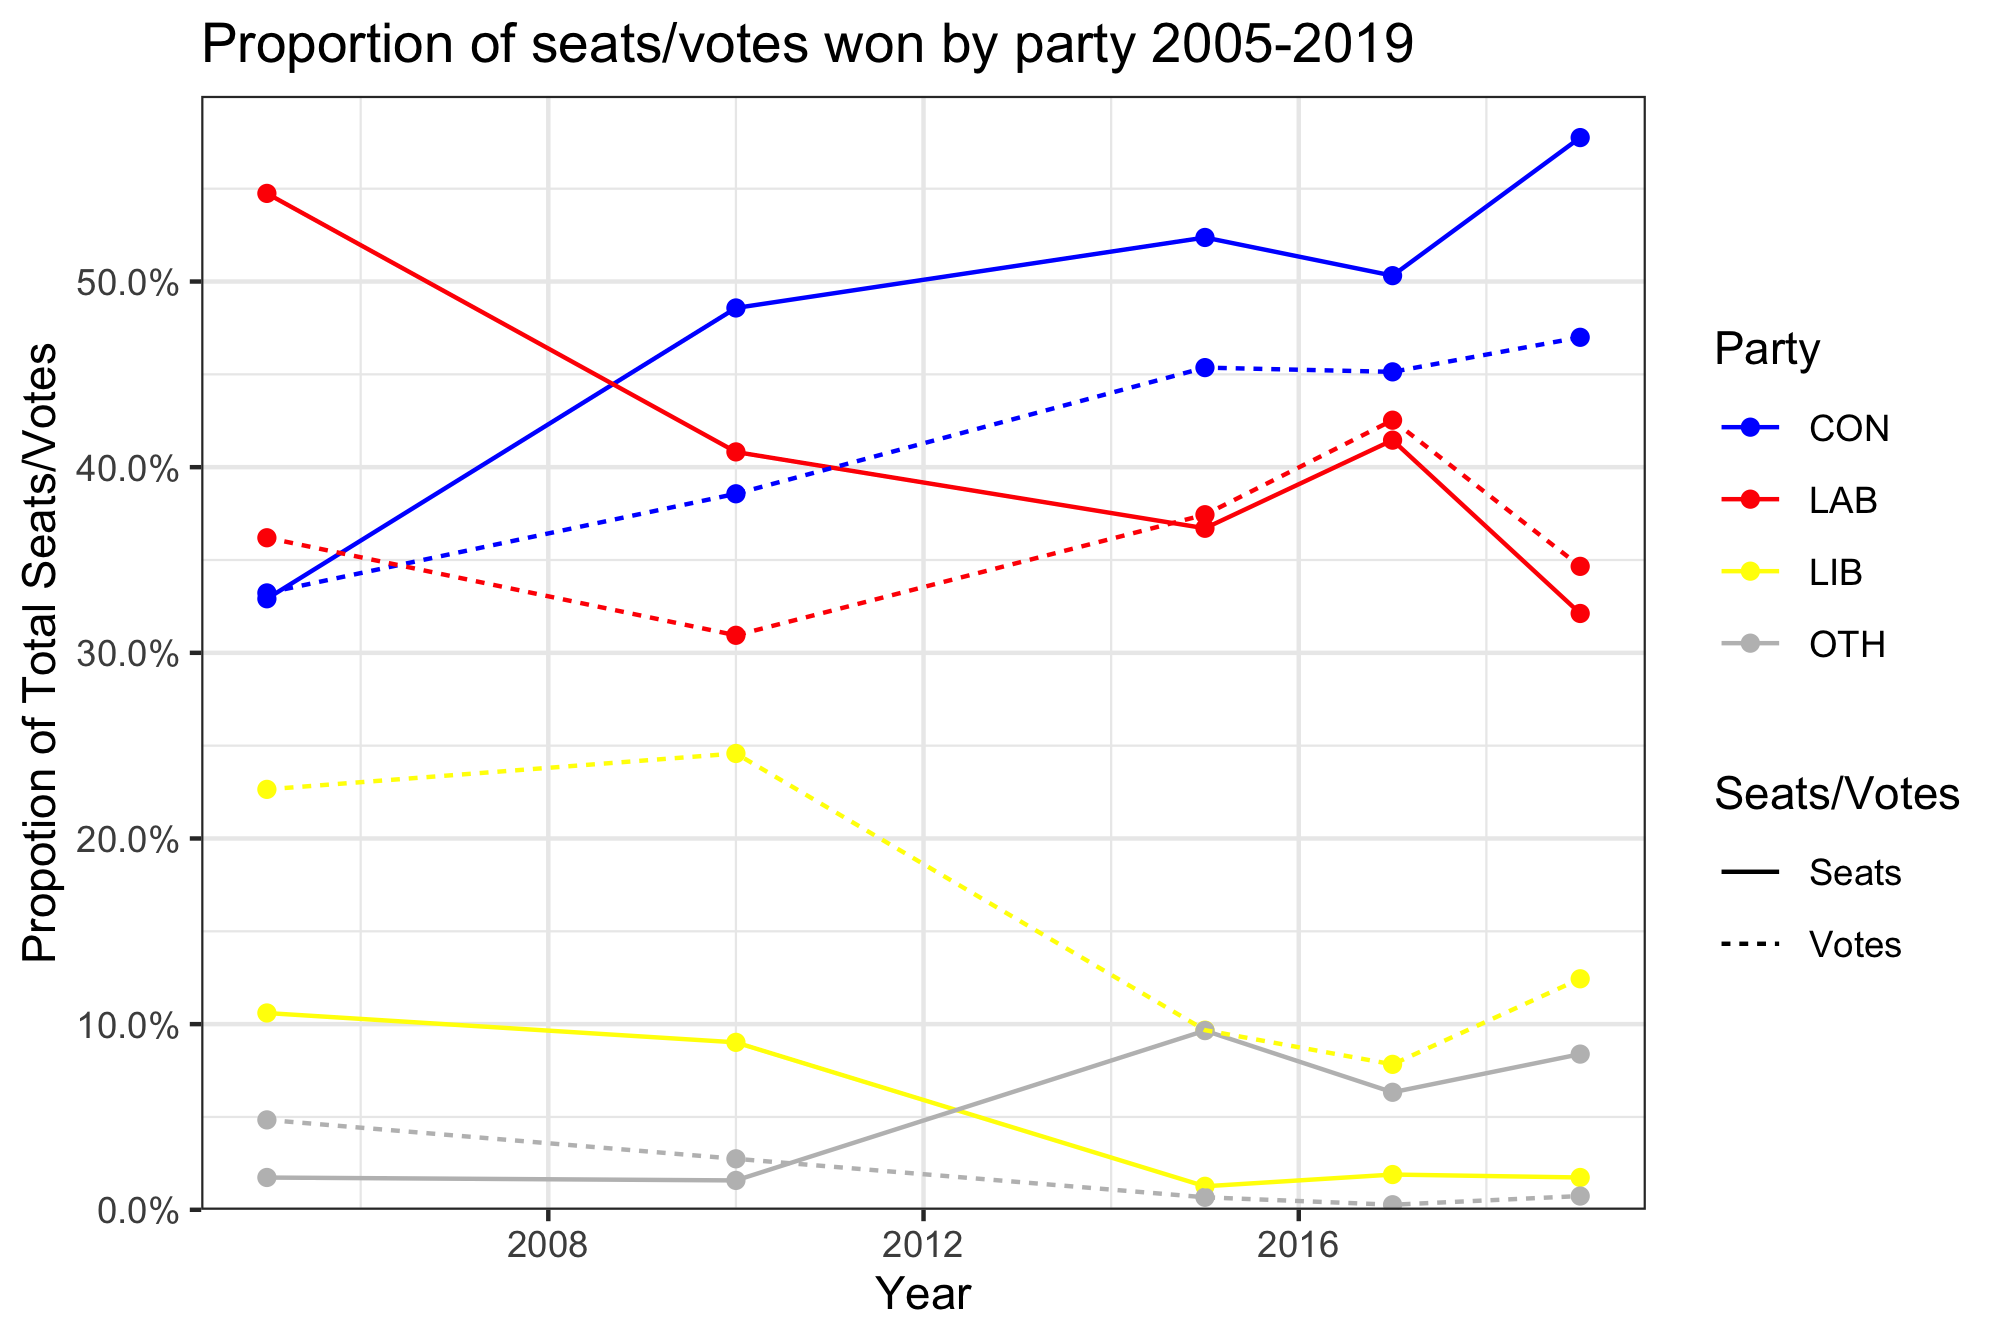 Proportion of seats/votes won by party 2005-2019
Propotion of Total Seats/Votes
50.0%
40.0%
30.0%
20.0%
10.0%
0.0%
2008
2012
2016
Year
Party
CON
LAB
LIB
OTH
Seats/Votes
Seats
Votes